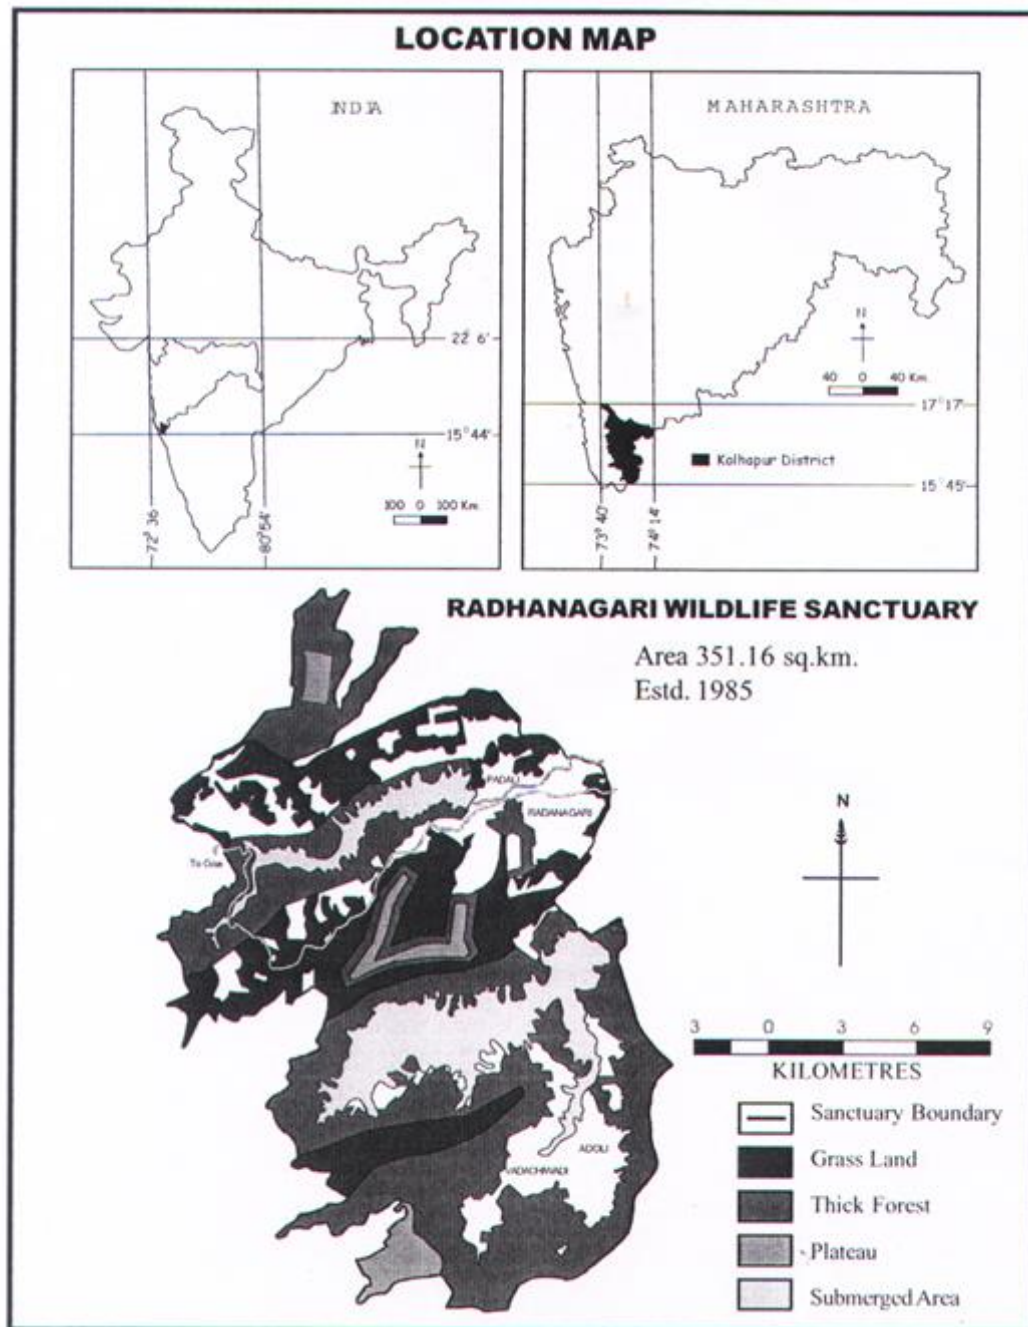 LOCATION MAP
INDIA
22° 6'
15° 44'
N
100 0 100 Km.
72° 36'
80° 54'
MAHARASHTRA
N
40 0 40 Km.
17° 17'
Kolhapur District
15° 45'
73° 40'
74° 14'
RADHANAGARI WILDLIFE SANCTUARY
Area 351.16 sq.km.
Estd. 1985
PADALI
RADANAGARI
To Goa
ADOLI
VADACHWADI
N
3 0 3 6 9
KILOMETRES
Sanctuary Boundary
Grass Land
Thick Forest
Plateau
Submerged Area